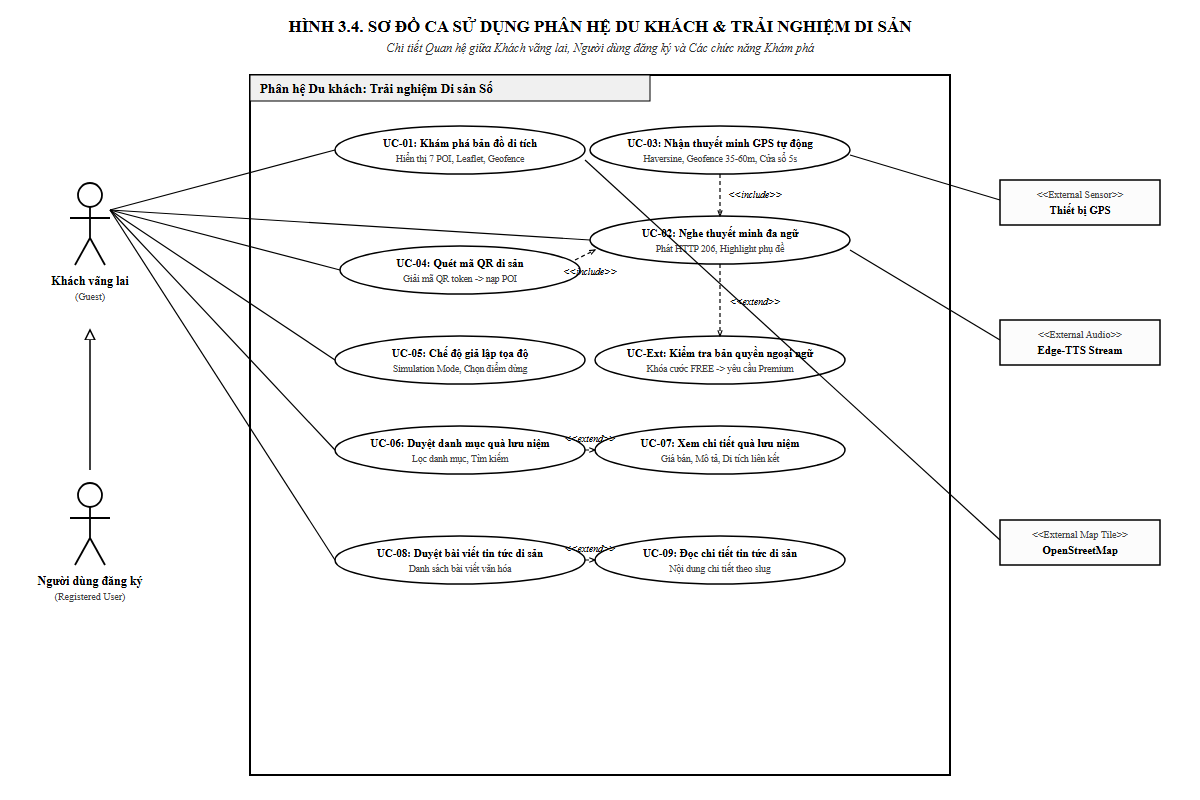 HÌNH 3.4. SƠ ĐỒ CA SỬ DỤNG PHÂN HỆ DU KHÁCH & TRẢI NGHIỆM DI SẢN
Chi tiết Quan hệ giữa Khách vãng lai, Người dùng đăng ký và Các chức năng Khám phá
Phân hệ Du khách: Trải nghiệm Di sản Số
UC-01: Khám phá bản đồ di tích
Hiển thị 7 POI, Leaflet, Geofence
UC-03: Nhận thuyết minh GPS tự động
Haversine, Geofence 35-60m, Cửa sổ 5s
<<include>>
<<External Sensor>>
Thiết bị GPS
UC-02: Nghe thuyết minh đa ngữ
Phát HTTP 206, Highlight phụ đề
Khách vãng lai
(Guest)
UC-04: Quét mã QR di sản
Giải mã QR token -> nạp POI
<<include>>
<<extend>>
<<External Audio>>
Edge-TTS Stream
UC-05: Chế độ giả lập tọa độ
Simulation Mode, Chọn điểm dừng
UC-Ext: Kiểm tra bản quyền ngoại ngữ
Khóa cước FREE -> yêu cầu Premium
UC-06: Duyệt danh mục quà lưu niệm
Lọc danh mục, Tìm kiếm
<<extend>>
UC-07: Xem chi tiết quà lưu niệm
Giá bán, Mô tả, Di tích liên kết
<<External Map Tile>>
OpenStreetMap
UC-08: Duyệt bài viết tin tức di sản
Danh sách bài viết văn hóa
<<extend>>
UC-09: Đọc chi tiết tin tức di sản
Nội dung chi tiết theo slug
Người dùng đăng ký
(Registered User)